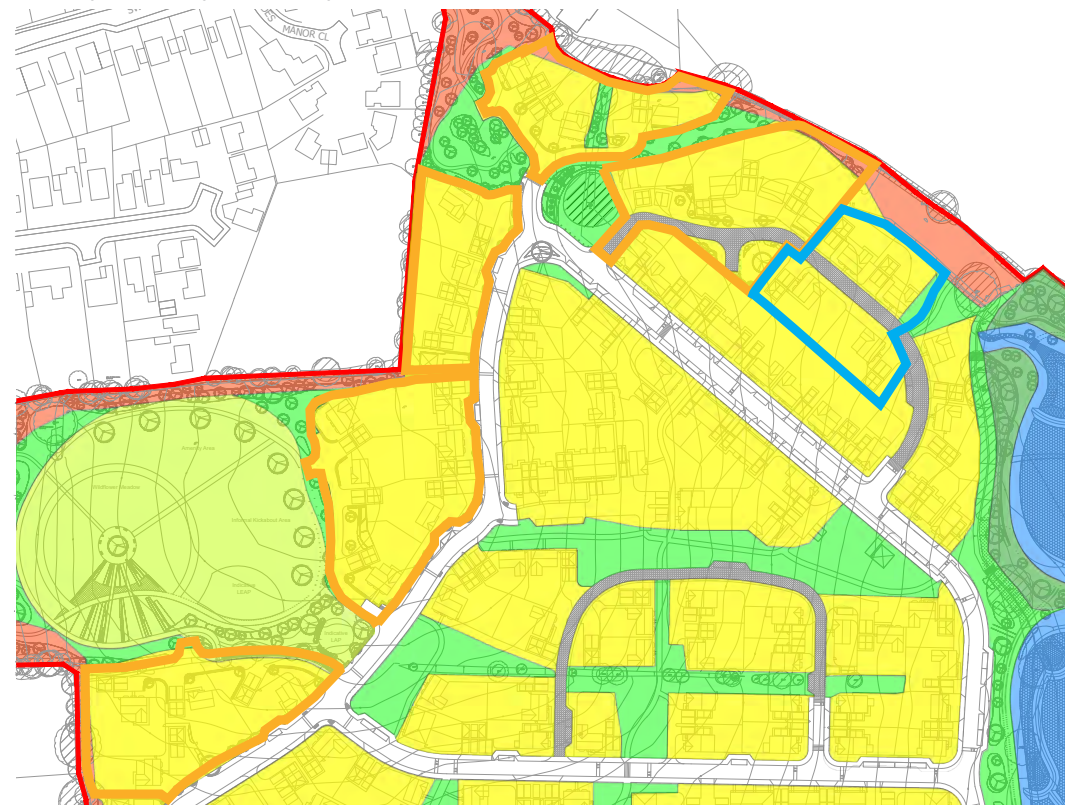 MANOR CL
Amenity Area
Wildflower Meadow
Informal Kickabout Area
Indicative
LEAP
Indicative
LAP